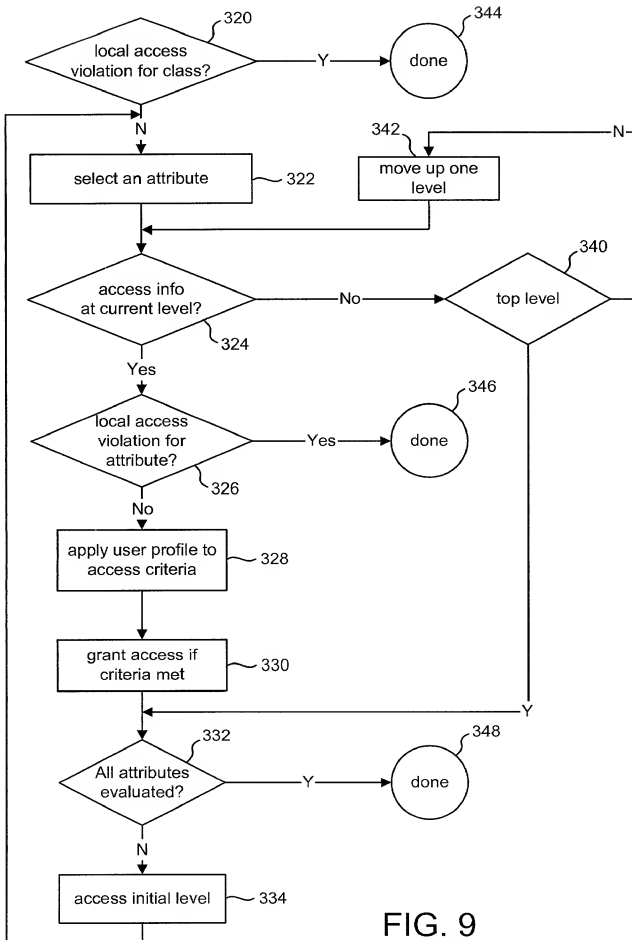 320
local access
violation for class?
Y
344
done
N
342
N
select an attribute
322
move up one
level
340
access info
at current level?
324
No
top level
Yes
346
local access
violation for
attribute?
326
Yes
done
No
apply user profile to
access criteria
328
grant access if
criteria met
330
Y
332
348
All attributes
evaluated?
Y
done
N
access initial level
334
FIG. 9